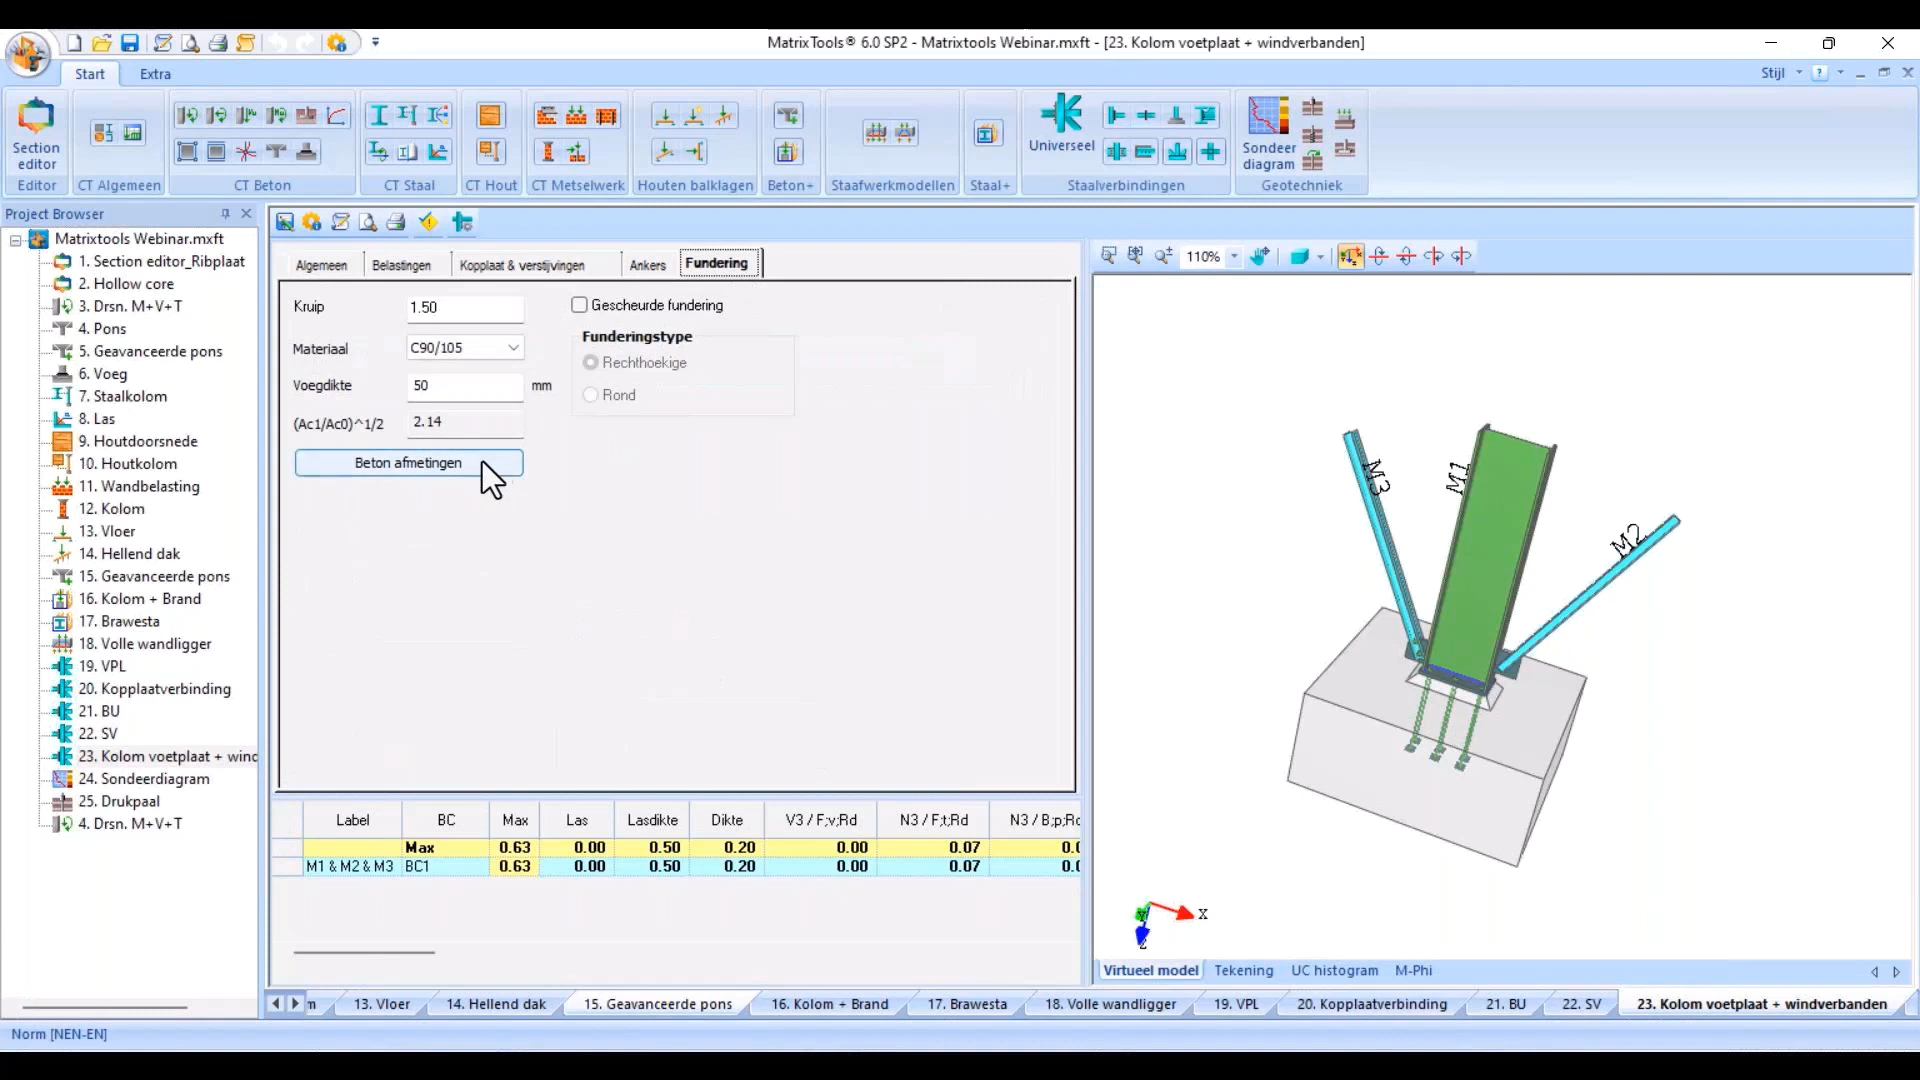 MatrixTools® 6.0 SP2 - Matrixtools Webinar.mxft - [23. Kolom voetplaat + windverbanden]
Start
Extra
Stijl
Section editor
Universeel
Sondeer diagram
Editor
CT Algemeen
CT Beton
CT Staal
CT Hout
CT Metselwerk
Houten balklagen
Beton+
Staafwerkmodellen
Staal+
Staalverbindingen
Geotechniek
Project Browser
Matrixtools Webinar.mxft
1. Section editor_Ribplaat
2. Hollow core
3. Drsn. M+V+T
4. Pons
5. Geavanceerde pons
6. Voeg
7. Staalkolom
8. Las
9. Houtdoorsnede
10. Houtkolom
11. Wandbelasting
12. Kolom
13. Vloer
14. Hellend dak
15. Geavanceerde pons
16. Kolom + Brand
17. Brawesta
18. Volle wandligger
19. VPL
20. Kopplaatverbinding
21. BU
22. SV
23. Kolom voetplaat + wind
24. Sondeerdiagram
25. Drukpaal
4. Drsn. M+V+T
Algemeen
Belastingen
Kopplaat & verstijvingen
Ankers
Fundering
Kruip 1.50
Materiaal C90/105
Voegdikte 50 mm
(Ac1/Ac0)^1/2 2.14
Beton afmetingen
Gescheurde fundering
Funderingstype
Rechthoekige
Rond
110%
M3
M1
M2
X
Y
Z
Label BC Max Las Lasdikte Dikte V3 / F;v;Rd N3 / F;t;Rd N3 / B;p;Rd
Max 0.63 0.00 0.50 0.20 0.00 0.07 0.0
M1 & M2 & M3 BC1 0.63 0.00 0.50 0.20 0.00 0.07 0.0
Virtueel model
Tekening
UC histogram
M-Phi
m
13. Vloer
14. Hellend dak
15. Geavanceerde pons
16. Kolom + Brand
17. Brawesta
18. Volle wandligger
19. VPL
20. Kopplaatverbinding
21. BU
22. SV
23. Kolom voetplaat + windverbanden
Norm [NEN-EN]